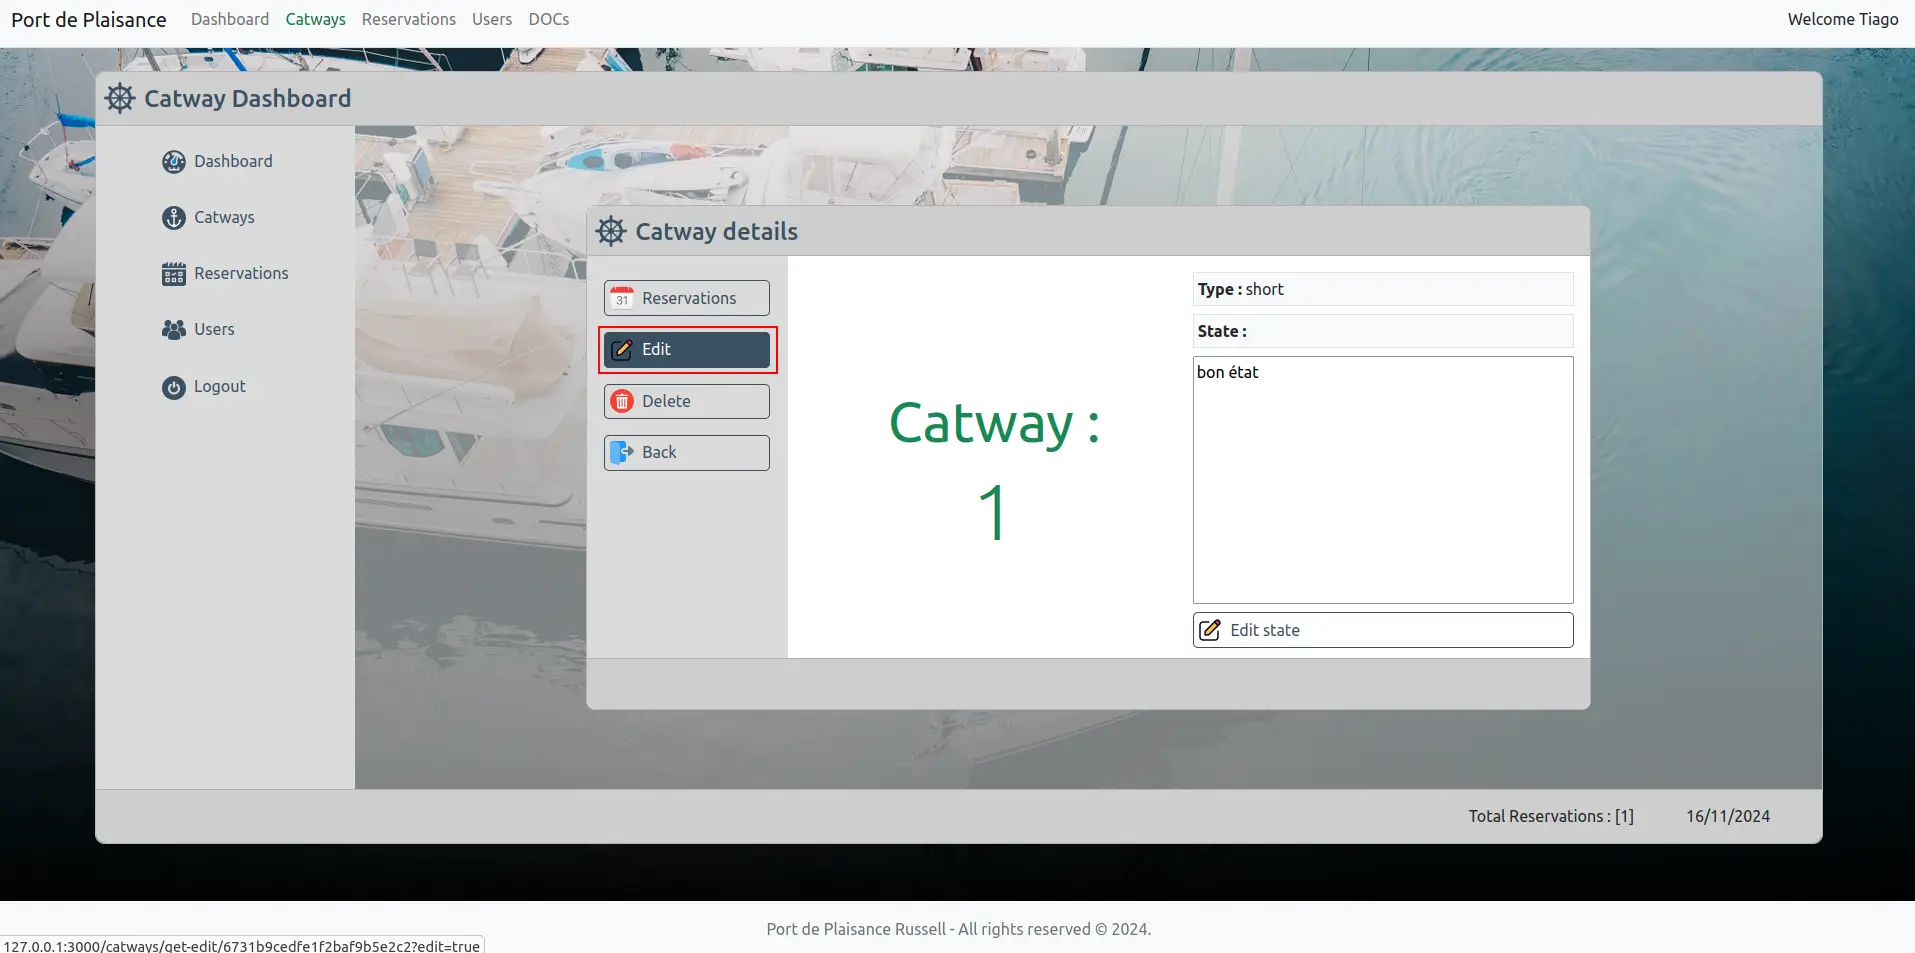 Port de Plaisance Dashboard Catways Reservations Users DOCs Welcome Tiago
Catway Dashboard
Dashboard
Catways
Reservations
Users
Logout
Catway details
31 Reservations
Edit
Delete
Back
Catway :
1
Type : short
State :
bon état
Edit state
Total Reservations : [1] 16/11/2024
Port de Plaisance Russell - All rights reserved © 2024.
127.0.0.1:3000/catways/get-edit/6731b9cedfe1f2baf9b5e2c2?edit=true